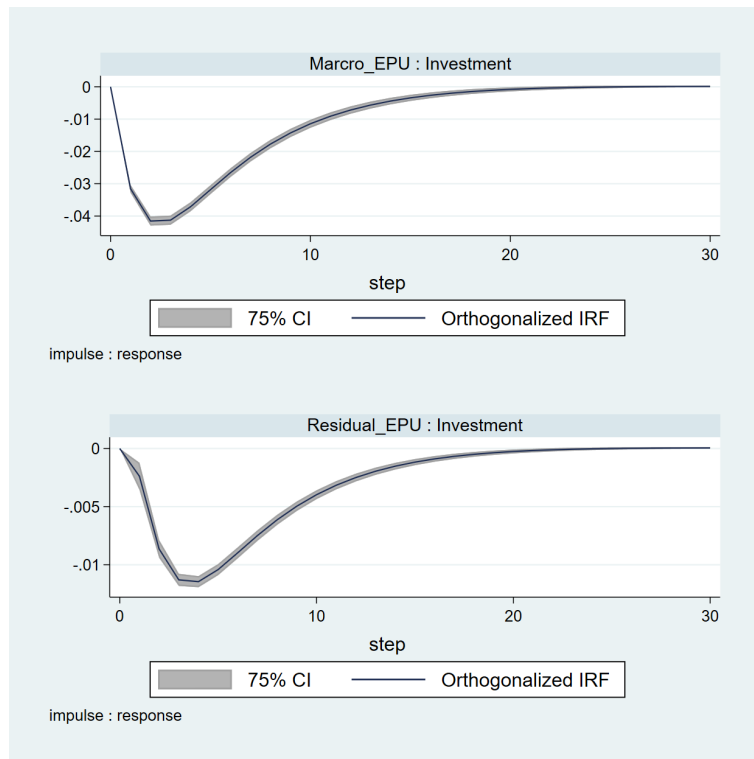 Marcro_EPU : Investment
0
-.01
-.02
-.03
-.04
0 10 20 30
step
75% CI Orthogonalized IRF
impulse : response
Residual_EPU : Investment
0
-.005
-.01
0 10 20 30
step
75% CI Orthogonalized IRF
impulse : response